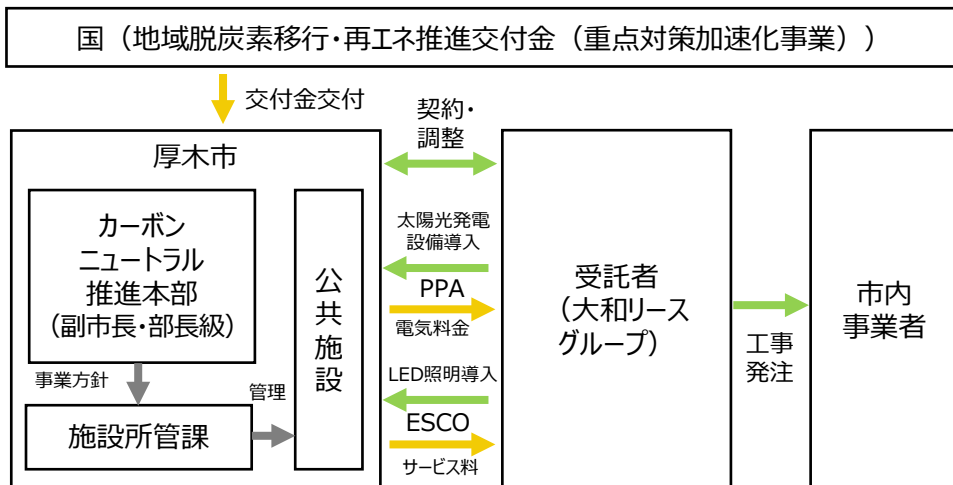 国（地域脱炭素移行・再エネ推進交付金（重点対策加速化事業））
交付金交付
厚木市
カーボン
ニュートラル
推進本部
（副市長・部長級）
事業方針
施設所管課
管理
公共施設
契約・
調整
太陽光発電
設備導入
PPA
電気料金
LED照明導入
ESCO
サービス料
受託者
（大和リース
グループ）
工事
発注
市内
事業者